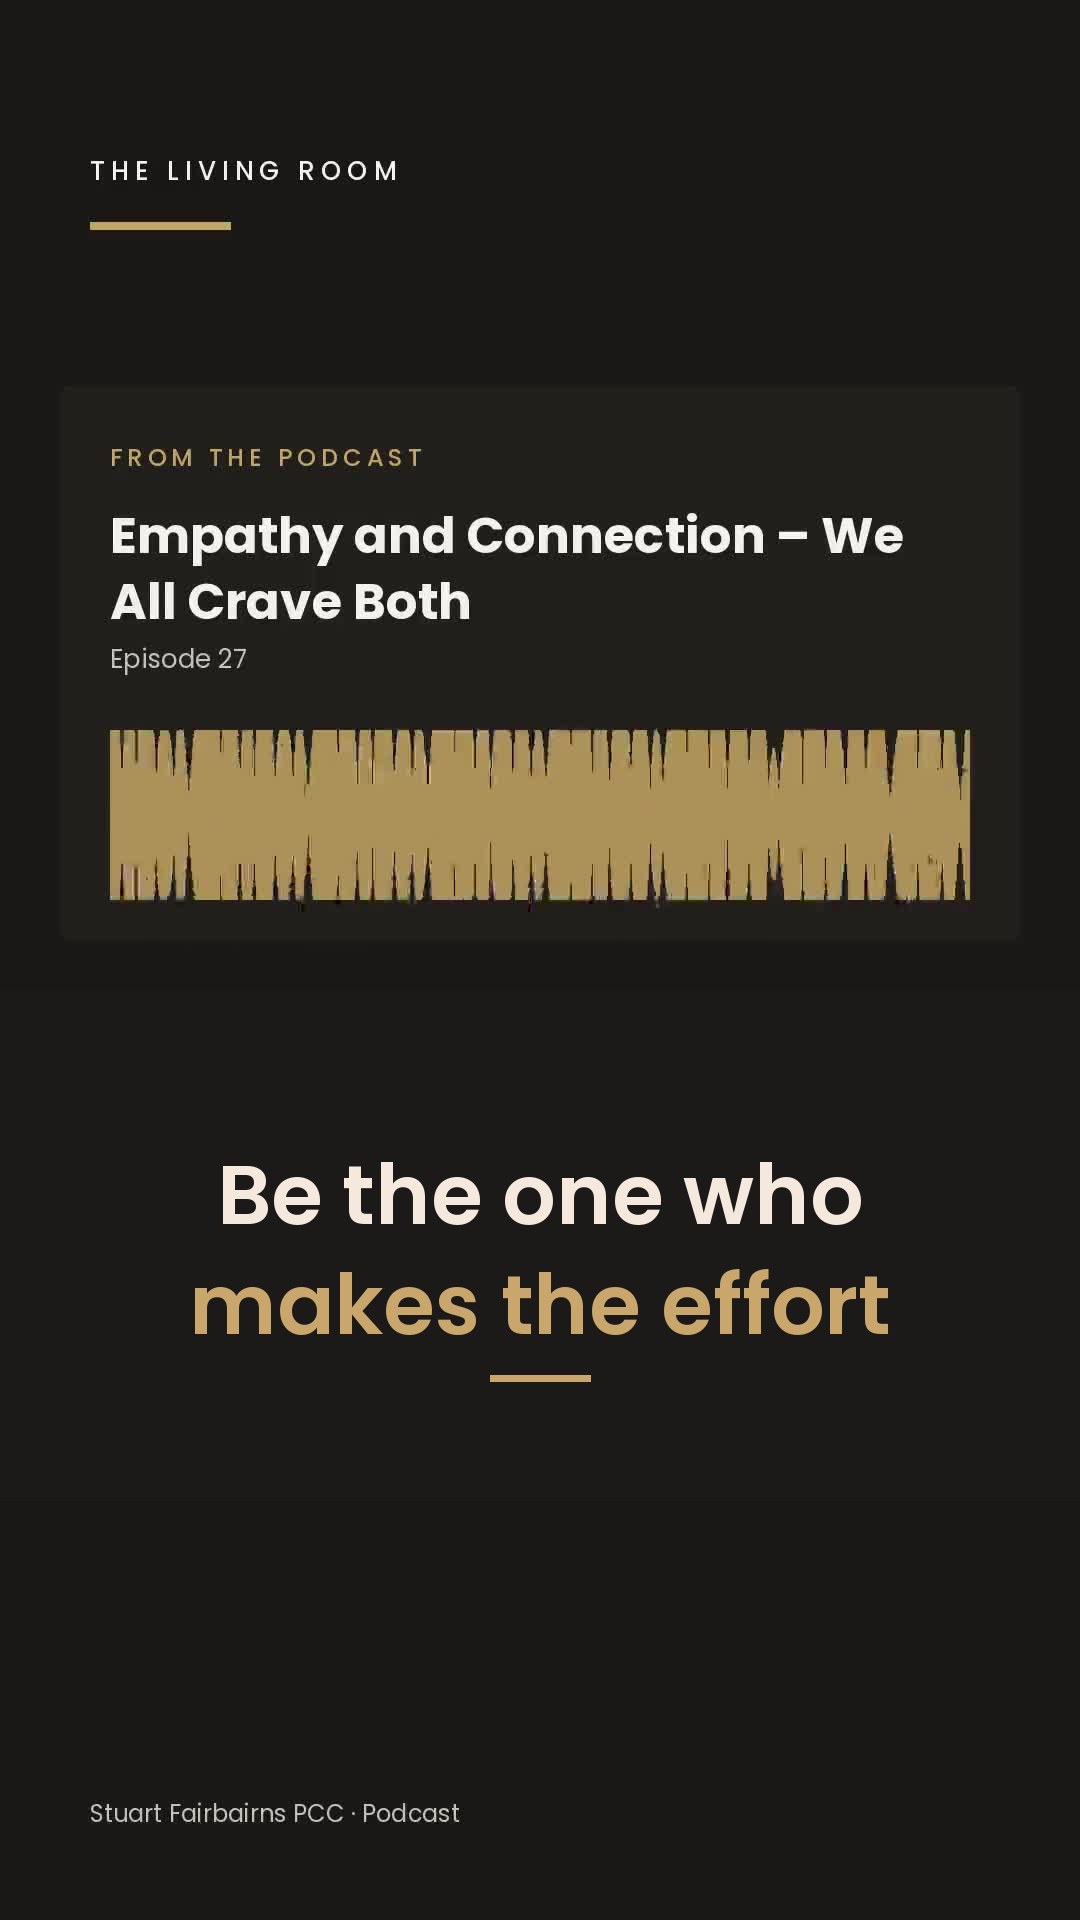 THE LIVING ROOM
FROM THE PODCAST
Empathy and Connection – We
All Crave Both
Episode 27
Be the one who
makes the effort
Stuart Fairbairns PCC · Podcast